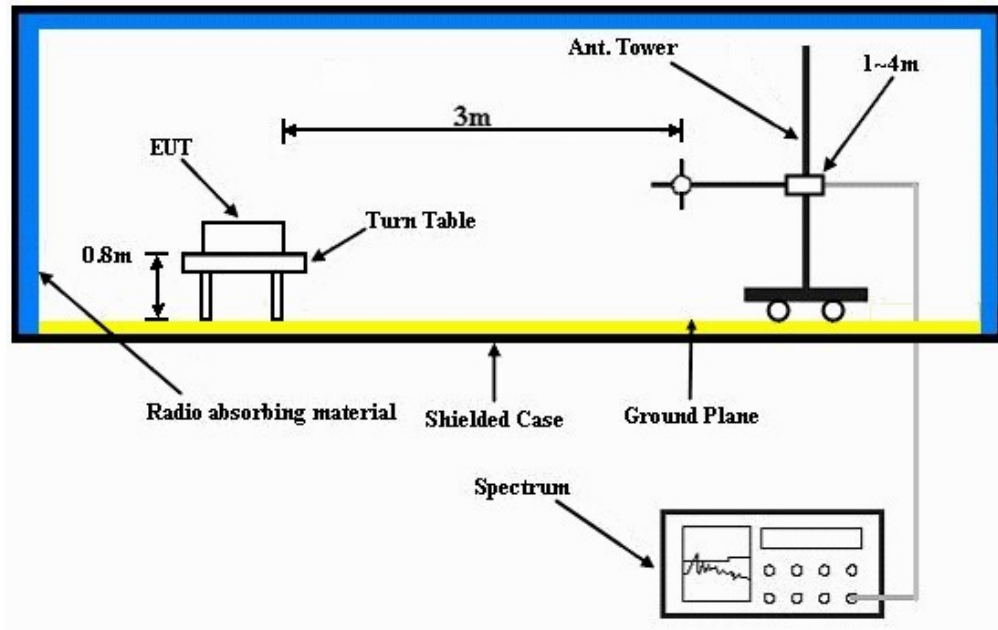 Ant. Tower
1~4m
3m
EUT
Turn Table
0.8m
Radio absorbing material
Shielded Case
Ground Plane
Spectrum